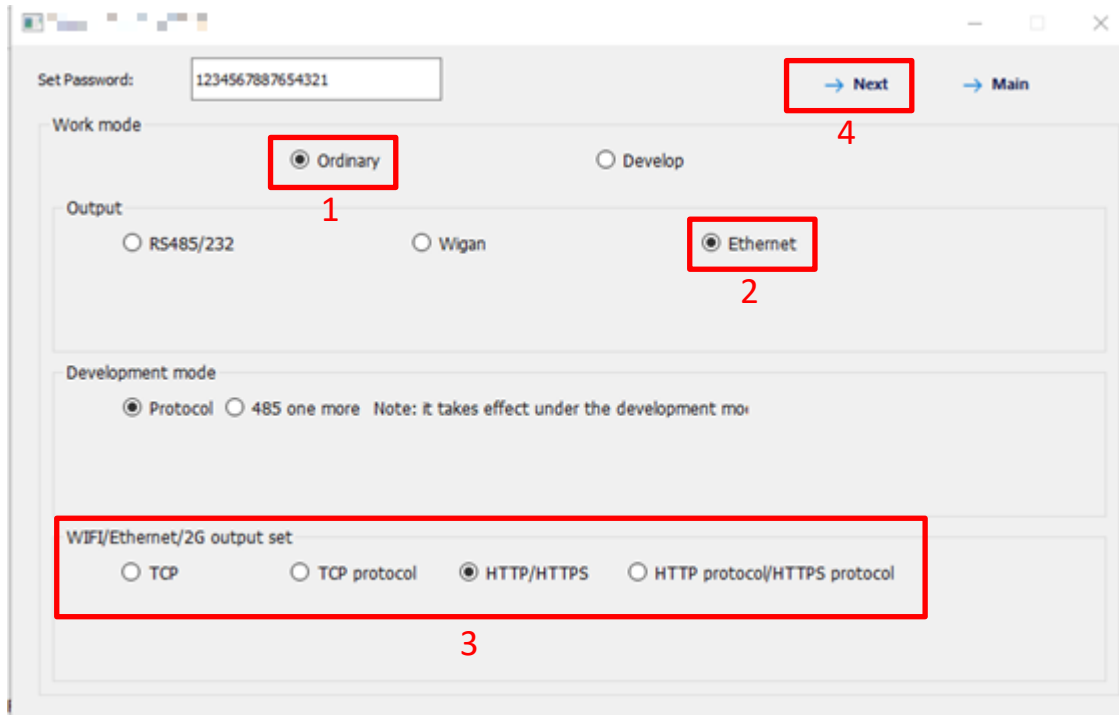 Set Password: 1234567887654321 Next Main
4
Work mode
Ordinary Develop
1
Output
RS485/232 Wigan Ethernet
2
Development mode
Protocol 485 one more Note: it takes effect under the development mo
WIFI/Ethernet/2G output set
TCP TCP protocol HTTP/HTTPS HTTP protocol/HTTPS protocol
3